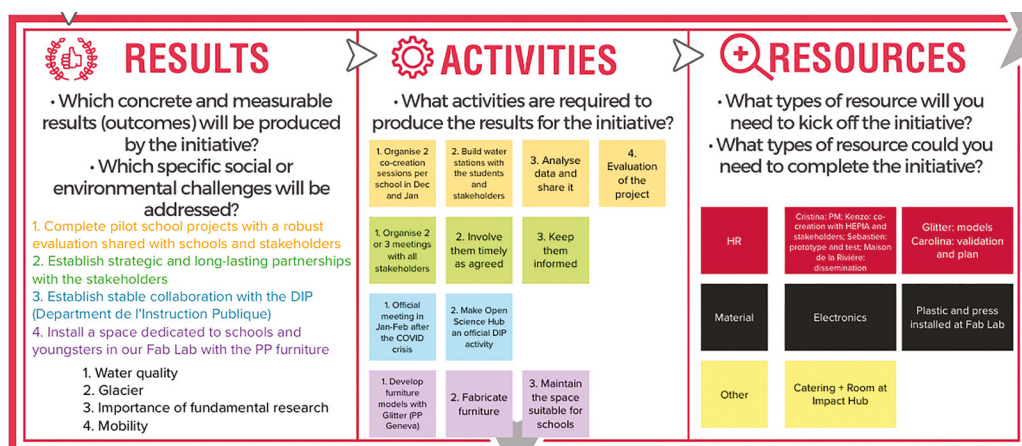 RESULTS
• Which concrete and measurable
results (outcomes) will be produced
by the initiative?
• Which specific social or
environmental challenges will be
addressed?
1. Complete pilot school projects with a robust
evaluation shared with schools and stakeholders
2. Establish strategic and long-lasting partnerships
with the stakeholders
3. Establish stable collaboration with the DIP
(Department de l'Instruction Publique)
4. Install a space dedicated to schools and
youngsters in our Fab Lab with the PP furniture
1. Water quality
2. Glacier
3. Importance of fundamental research
4. Mobility
ACTIVITIES
• What activities are required to
produce the results for the initiative?
1. Organise 2
co-creation
sessions per
school in Dec
and Jan
2. Build water
stations with
the students
and
stakeholders
3. Analyse
data and
share it
4.
Evaluation
of the
project
1. Organise 2
or 3 meetings
with all
stakeholders
2. Involve
them timely
as agreed
3. Keep
them
informed
1. Official
meeting in
Jan-Feb after
the COVID
crisis
2. Make Open
Science Hub
an official DIP
activity
1. Develop
furniture
models with
Glitter (PP
Geneva)
2. Fabricate
furniture
3. Maintain
the space
suitable for
schools
RESOURCES
• What types of resource will you
need to kick off the initiative?
• What types of resource could you
need to complete the initiative?
HR
Cristina: PM; Kenzo: co-
creation with HEPIA and
stakeholders; Sebastien:
prototype and test; Maison
de la Riviére:
dissemination
Glitter: models
Carolina: validation
and plan
Material
Electronics
Plastic and press
installed at Fab Lab
Other
Catering + Room at
Impact Hub